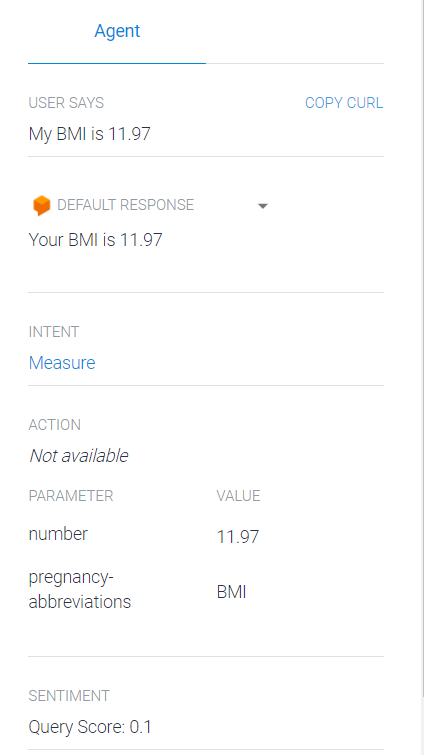 Agent
USER SAYS COPY CURL
My BMI is 11.97
DEFAULT RESPONSE
Your BMI is 11.97
INTENT
Measure
ACTION
Not available
PARAMETER VALUE
number 11.97
pregnancy-
abbreviations BMI
SENTIMENT
Query Score: 0.1